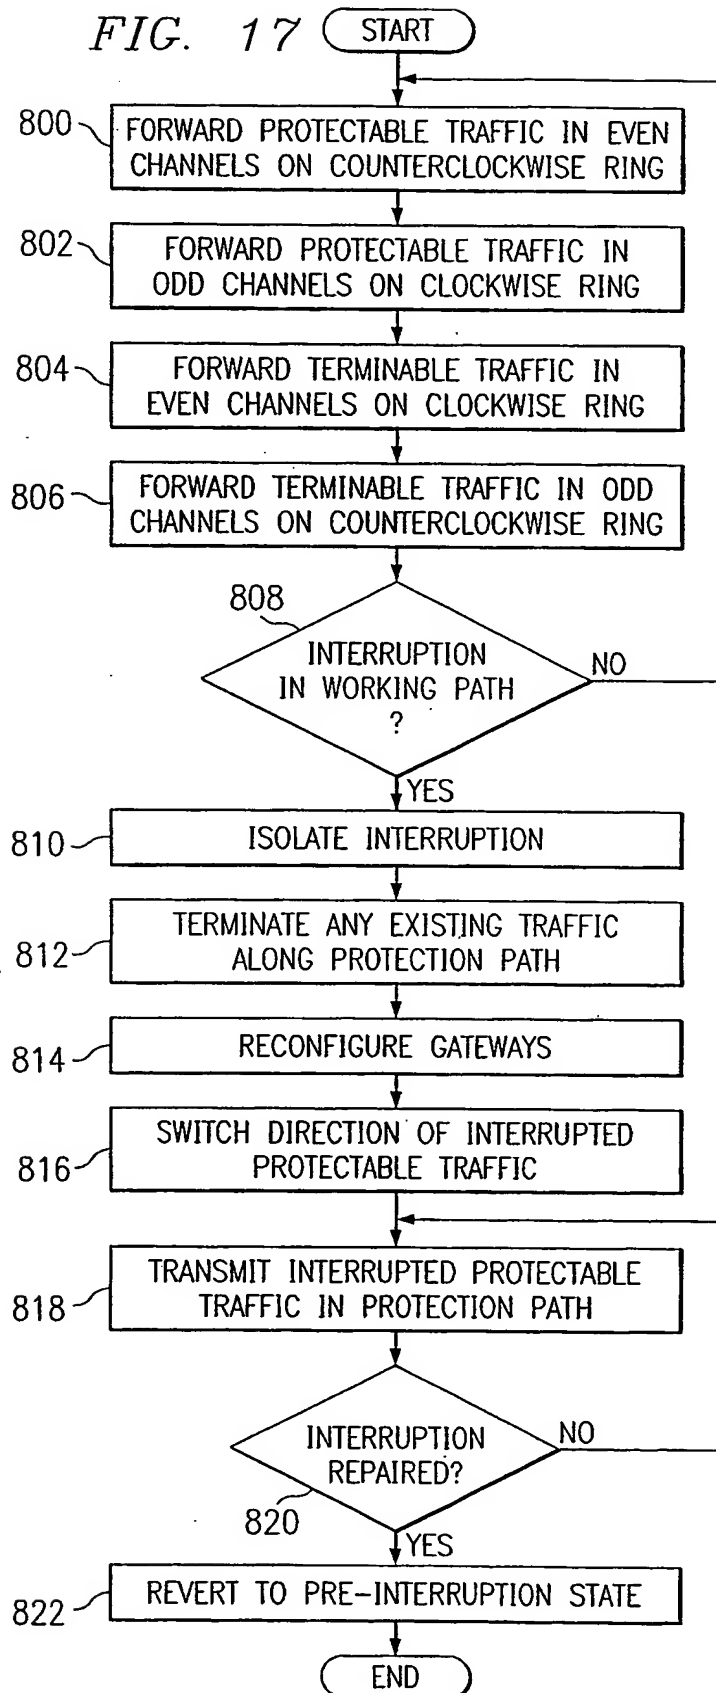 FIG. 17
START
800
FORWARD PROTECTABLE TRAFFIC IN EVEN
CHANNELS ON COUNTERCLOCKWISE RING
802
FORWARD PROTECTABLE TRAFFIC IN
ODD CHANNELS ON CLOCKWISE RING
804
FORWARD TERMINABLE TRAFFIC IN
EVEN CHANNELS ON CLOCKWISE RING
806
FORWARD TERMINABLE TRAFFIC IN ODD
CHANNELS ON COUNTERCLOCKWISE RING
808
INTERRUPTION
IN WORKING PATH
?
NO
YES
810
ISOLATE INTERRUPTION
812
TERMINATE ANY EXISTING TRAFFIC
ALONG PROTECTION PATH
814
RECONFIGURE GATEWAYS
816
SWITCH DIRECTION OF INTERRUPTED
PROTECTABLE TRAFFIC
818
TRANSMIT INTERRUPTED PROTECTABLE
TRAFFIC IN PROTECTION PATH
INTERRUPTION
REPAIRED?
NO
820
YES
822
REVERT TO PRE-INTERRUPTION STATE
END